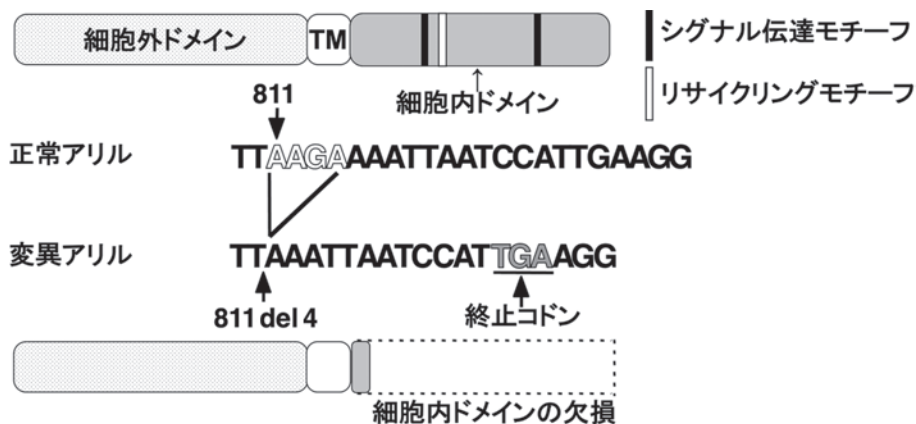 細胞外ドメイン
TM
シグナル伝達モチーフ
リサイクリングモチーフ
↑
細胞内ドメイン
811
正常アリル
TTAAGAAAATTAATCCATTGAAGG
変異アリル
TTAAATTAATCCATTGAAGG
811 del 4
終止コドン
細胞内ドメインの欠損